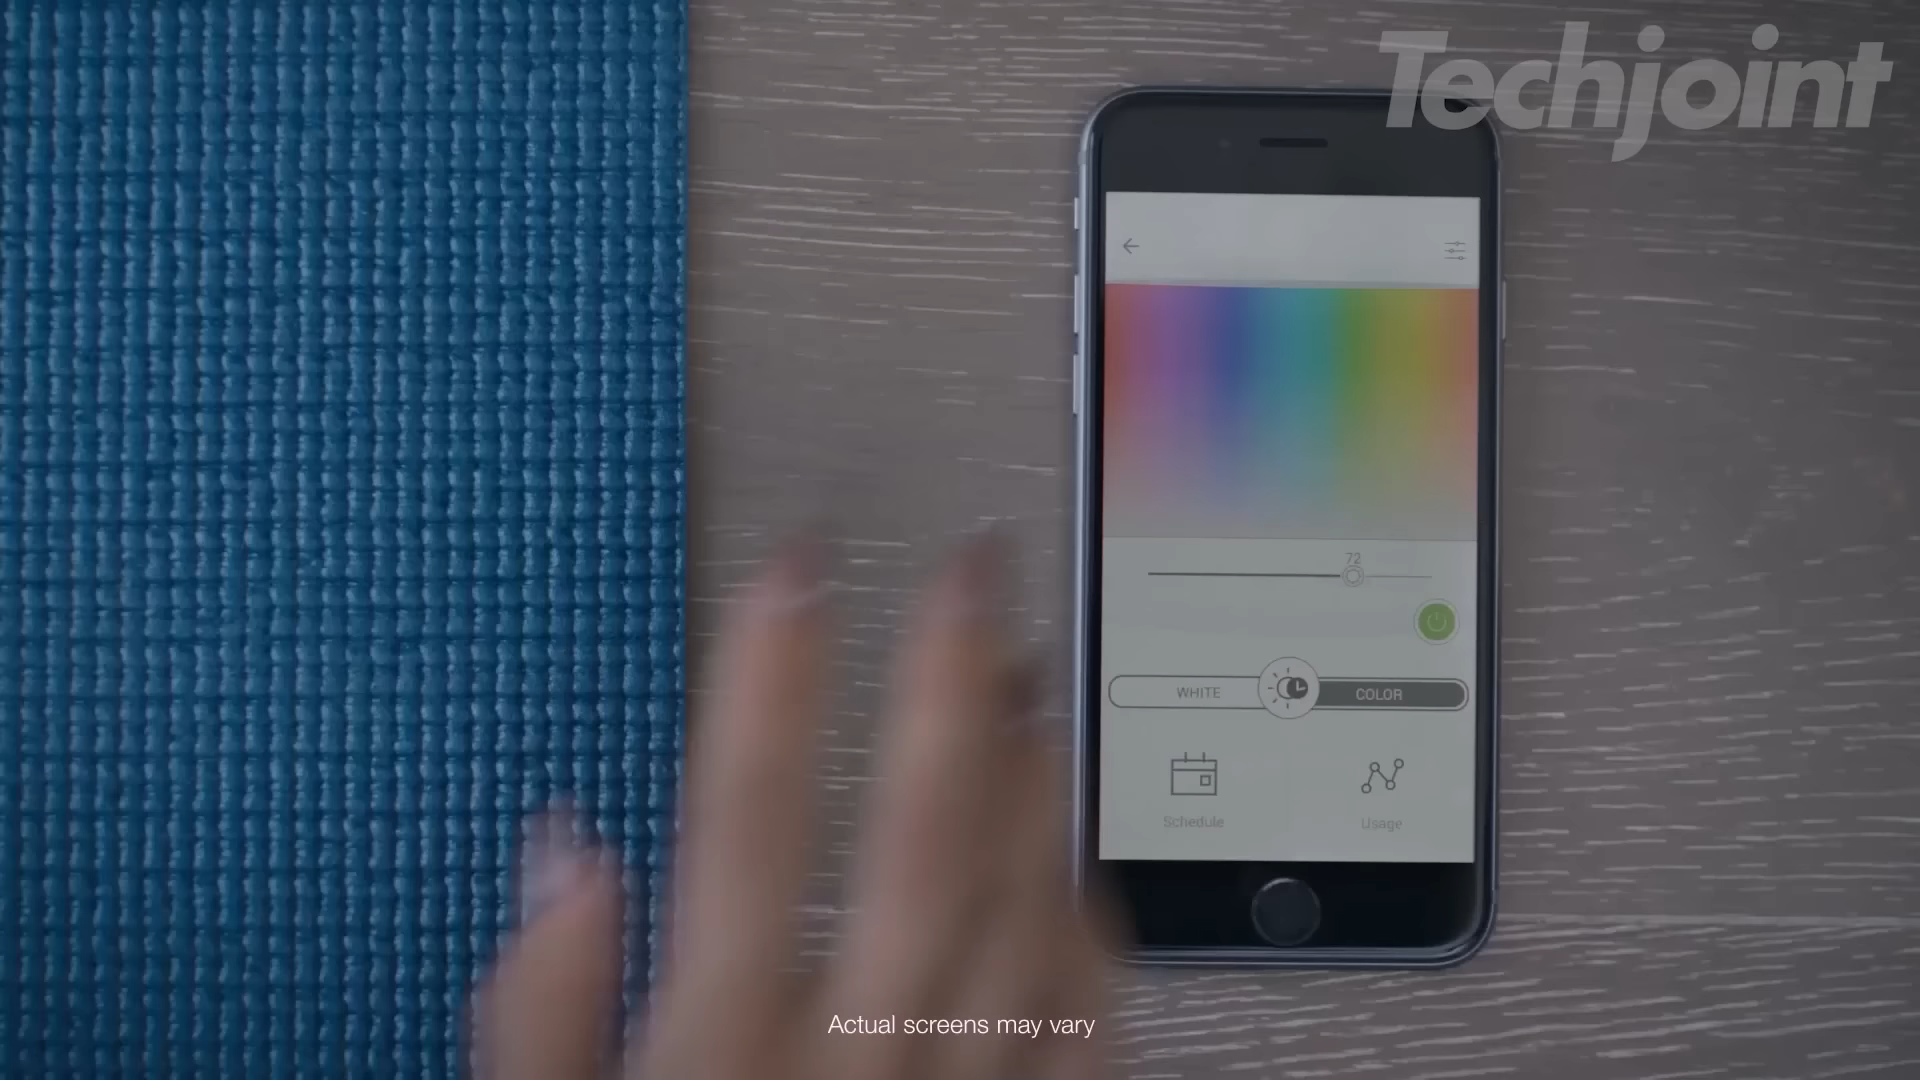 Techjoint
72
WHITE
COLOR
Schedule
Usage
Actual screens may vary